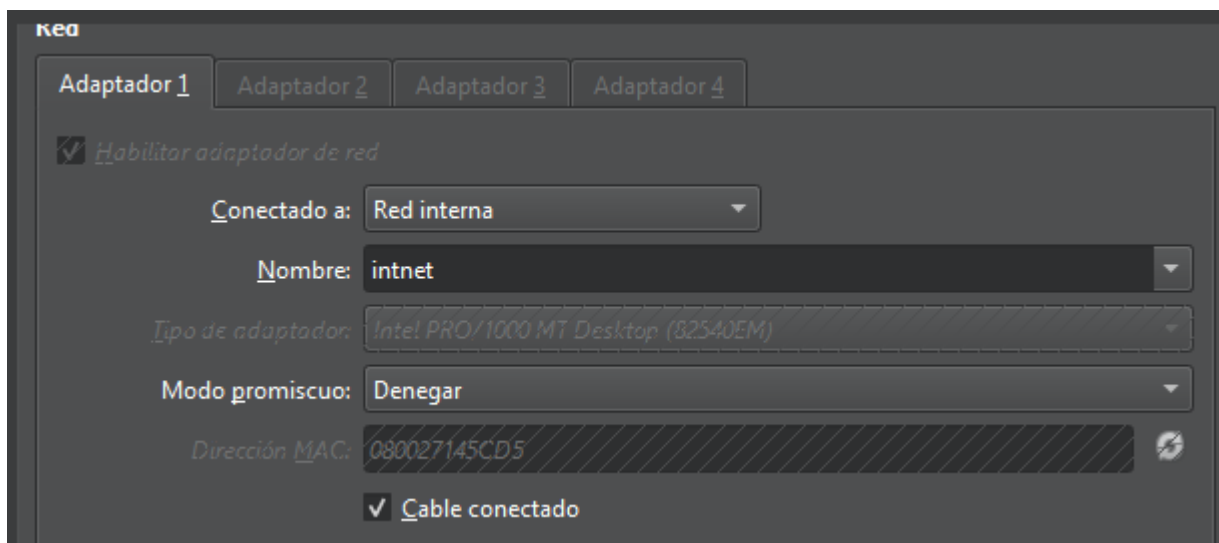 Red
Adaptador 1 Adaptador 2 Adaptador 3 Adaptador 4
Habilitar adaptador de red
Conectado a: Red interna
Nombre: intnet
Tipo de adaptador: Intel PRO/1000 MT Desktop (82540EM)
Modo promiscuo: Denegar
Dirección MAC: 080027145CD5
Cable conectado